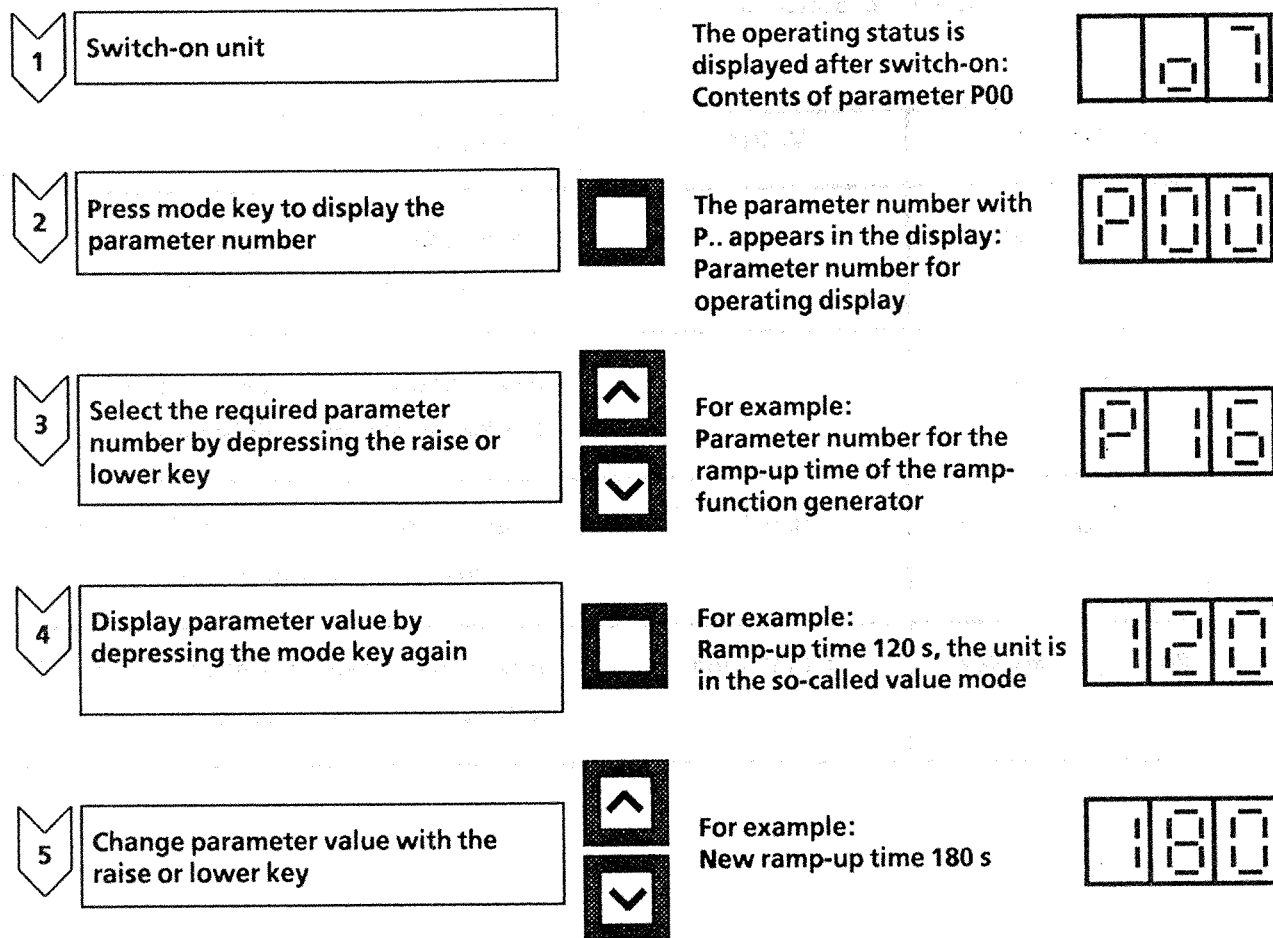 1
Switch-on unit
The operating status is
displayed after switch-on:
Contents of parameter P00
o7
2
Press mode key to display the
parameter number
The parameter number with
P.. appears in the display:
Parameter number for
operating display
P00
3
Select the required parameter
number by depressing the raise or
lower key
For example:
Parameter number for the
ramp-up time of the ramp-
function generator
P16
4
Display parameter value by
depressing the mode key again
For example:
Ramp-up time 120 s, the unit is
in the so-called value mode
120
5
Change parameter value with the
raise or lower key
For example:
New ramp-up time 180 s
180